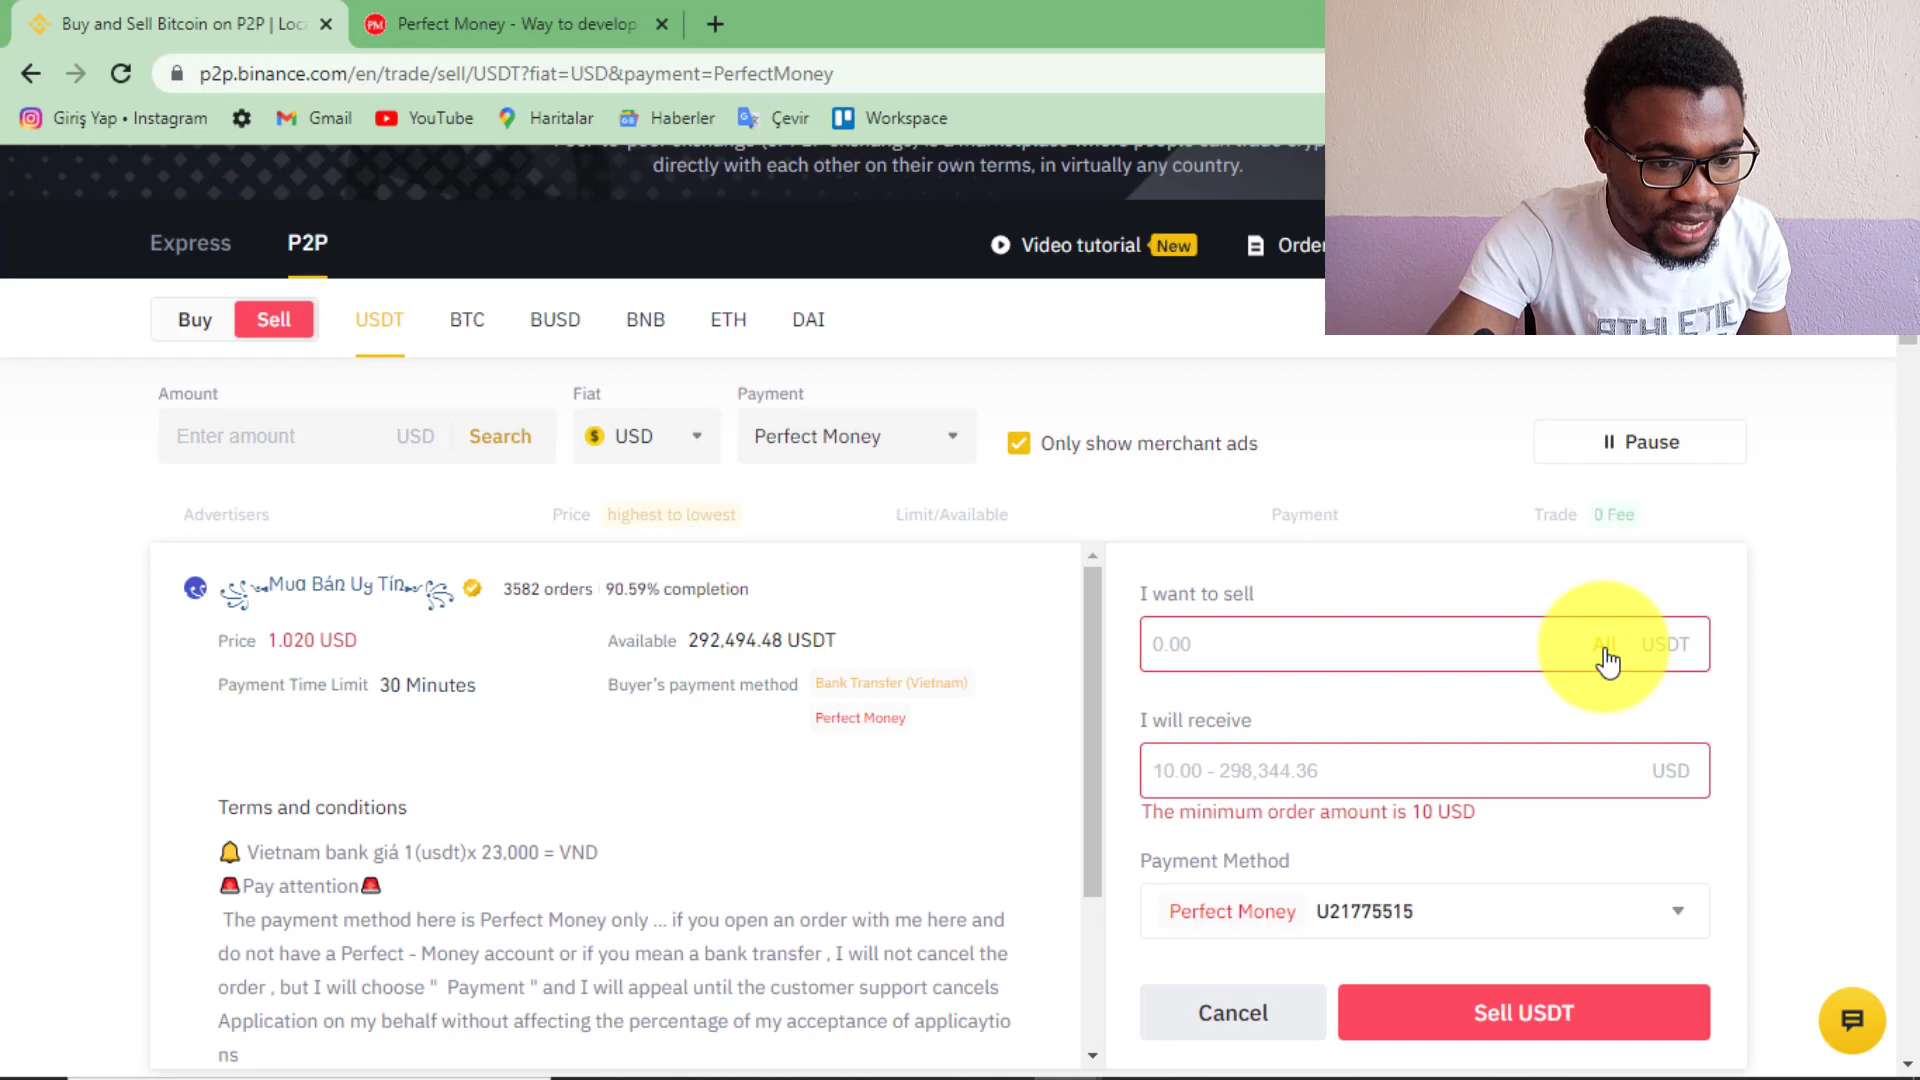 Buy and Sell Bitcoin on P2P | Loc
Perfect Money - Way to develop
p2p.binance.com/en/trade/sell/USDT?fiat=USD&payment=PerfectMoney
Giriş Yap • Instagram
Gmail
YouTube
Haritalar
Haberler
Çevir
Workspace
directly with each other on their own terms, in virtually any country.
Express
P2P
Video tutorial New
Order
Buy
Sell
USDT
BTC
BUSD
BNB
ETH
DAI
Amount
Fiat
Payment
Enter amount
USD
Search
USD
Perfect Money
Only show merchant ads
Pause
Advertisers
Price highest to lowest
Limit/Available
Payment
Trade 0 Fee
Mua Bán Uy Tín
3582 orders
90.59% completion
Price 1.020 USD
Available 292,494.48 USDT
Payment Time Limit 30 Minutes
Buyer's payment method Bank Transfer (Vietnam)
Perfect Money
Terms and conditions
Vietnam bank giá 1(usdt)x 23,000 = VND
Pay attention
The payment method here is Perfect Money only ... if you open an order with me here and
do not have a Perfect - Money account or if you mean a bank transfer , I will not cancel the
order , but I will choose " Payment " and I will appeal until the customer support cancels
Application on my behalf without affecting the percentage of my acceptance of applicaytio
ns
I want to sell
0.00
All
USDT
I will receive
10.00 - 298,344.36
USD
The minimum order amount is 10 USD
Payment Method
Perfect Money U21775515
Cancel
Sell USDT